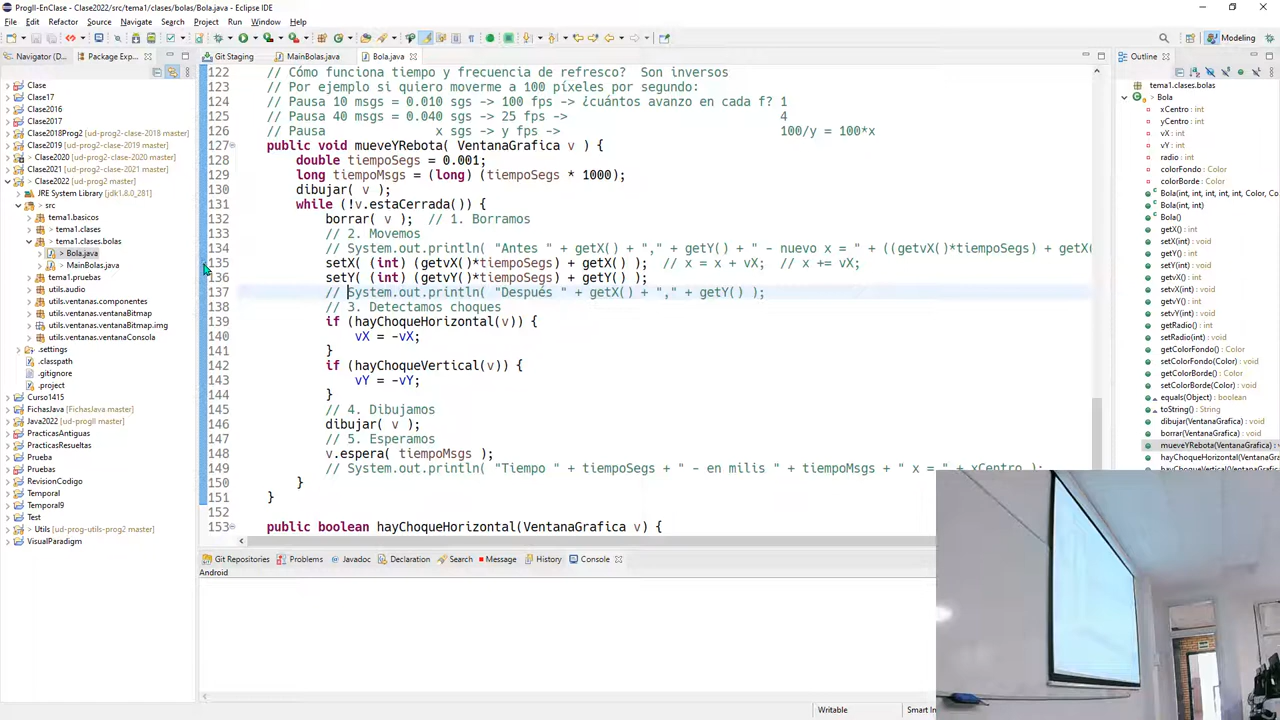 ProgII-EnClase - Clase2022/src/tema1/clases/bolas/Bola.java - Eclipse IDE
File Edit Refactor Source Navigate Search Project Run Window Help
Modeling
Navigator (D...
Package Exp...
Clase
Clase17
Clase2016
Clase2017
Clase2018Prog2 [ud-prog2-clase-2018 master]
Clase2019 [ud-prog2-clase-2019 master]
> Clase2020 [ud-prog2-clase-2020 master]
Clase2021 [ud-prog2-clase-2021 master]
> Clase2022 [ud-prog2 master]
JRE System Library [jdk1.8.0_281]
> src
tema1.basicos
> tema1.clases
> tema1.clases.bolas
> Bola.java
> MainBolas.java
> tema1.pruebas
utils.audio
utils.ventanas.componentes
utils.ventanas.ventanaBitmap
utils.ventanas.ventanaBitmap.img
utils.ventanas.ventanaConsola
.settings
.classpath
.gitignore
.project
Curso1415
FichasJava [FichasJava master]
Java2022 [ud-progII master]
PracticasAntiguas
PracticasResueltas
Prueba
Pruebas
RevisionCodigo
Temporal
Temporal9
Test
> Utils [ud-prog-utils-prog2 master]
VisualParadigm
Git Staging
MainBolas.java
Bola.java
122 // Cómo funciona tiempo y frecuencia de refresco? Son inversos
123 // Por ejemplo si quiero moverme a 100 píxeles por segundo:
124 // Pausa 10 msgs = 0.010 sgs -> 100 fps -> ¿cuántos avanzo en cada f? 1
125 // Pausa 40 msgs = 0.040 sgs -> 25 fps -> 4
126 // Pausa x sgs -> y fps -> 100/y = 100*x
127 public void mueveYRebota( VentanaGrafica v ) {
128 double tiempoSegs = 0.001;
129 long tiempoMsgs = (long) (tiempoSegs * 1000);
130 dibujar( v );
131 while (!v.estaCerrada()) {
132 borrar( v ); // 1. Borramos
133 // 2. Movemos
134 // System.out.println( "Antes " + getX() + "," + getY() + " - nuevo x = " + ((getvX()*tiempoSegs) + getX
135 setX( (int) (getvX()*tiempoSegs) + getX() ); // x = x + vX; // x += vX;
136 setY( (int) (getvY()*tiempoSegs) + getY() );
137 // System.out.println( "Después " + getX() + "," + getY() );
138 // 3. Detectamos choques
139 if (hayChoqueHorizontal(v)) {
140 vX = -vX;
141 }
142 if (hayChoqueVertical(v)) {
143 vY = -vY;
144 }
145 // 4. Dibujamos
146 dibujar( v );
147 // 5. Esperamos
148 v.espera( tiempoMsgs );
149 // System.out.println( "Tiempo " + tiempoSegs + " - en milis " + tiempoMsgs + " x = " + xCentro );
150 }
151 }
152
153 public boolean hayChoqueHorizontal(VentanaGrafica v) {
Outline
tema1.clases.bolas
Bola
xCentro : int
yCentro : int
vX : int
vY : int
radio : int
colorFondo : Color
colorBorde : Color
Bola(int, int, int, int, int, Co
Bola(int, int)
Bola()
getX() : int
setX(int) : void
getY() : int
setY(int) : void
getvX() : int
setvX(int) : void
getvY() : int
setvY(int) : void
getRadio() : int
setRadio(int) : void
getColorFondo() : Color
setColorFondo(Color) : void
getColorBorde() : Color
setColorBorde(Color) : void
equals(Object) : boolean
toString() : String
dibujar(VentanaGrafica) : voi
borrar(VentanaGrafica) : void
mueveYRebota(VentanaGrafica) : v
hayChoqueHorizontal(VentanaGra
Git Repositories
Problems
Javadoc
Declaration
Search
Message
History
Console
Android
Writable
Smart In